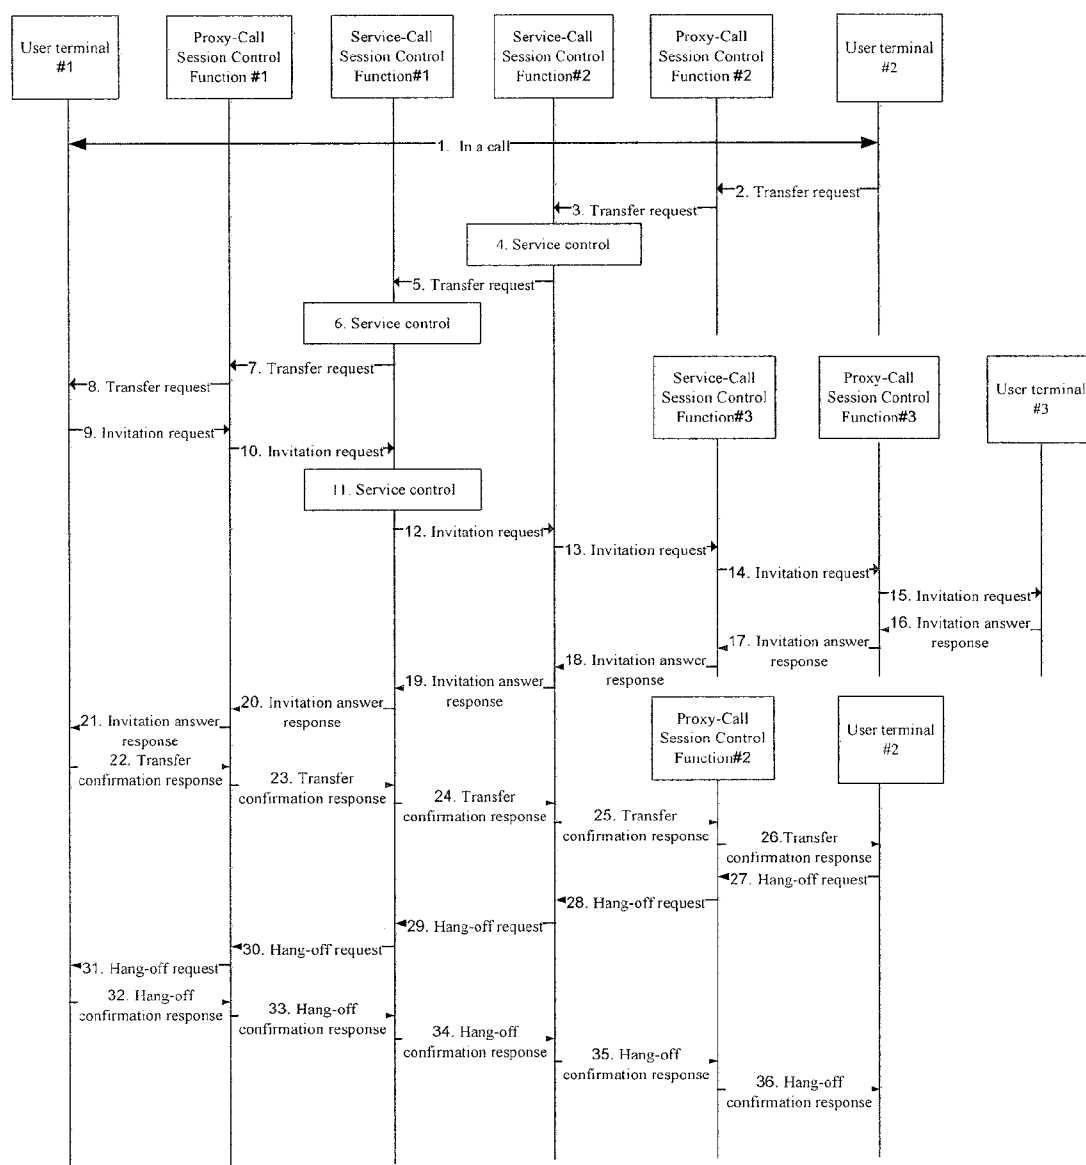 User terminal
#1
Proxy-Call
Session Control
Function #1
Service-Call
Session Control
Function#1
Service-Call
Session Control
Function#2
Proxy-Call
Session Control
Function #2
User terminal
#2
1. In a call
2. Transfer request
3. Transfer request
4. Service control
5. Transfer request
6. Service control
7. Transfer request
8. Transfer request
Service-Call
Session Control
Function#3
Proxy-Call
Session Control
Function#3
User terminal
#3
9. Invitation request
10. Invitation request
11. Service control
12. Invitation request
13. Invitation request
14. Invitation request
15. Invitation request
16. Invitation answer
response
17. Invitation answer
response
18. Invitation answer
response
19. Invitation answer
response
20. Invitation answer
response
21. Invitation answer
response
Proxy-Call
Session Control
Function#2
User terminal
#2
22. Transfer
confirmation response
23. Transfer
confirmation response
24. Transfer
confirmation response
25. Transfer
confirmation response
26.Transfer
confirmation response
27. Hang-off request
28. Hang-off request
29. Hang-off request
30. Hang-off request
31. Hang-off request
32. Hang-off
confirmation response
33. Hang-off
confirmation response
34. Hang-off
confirmation response
35. Hang-off
confirmation response
36. Hang-off
confirmation response